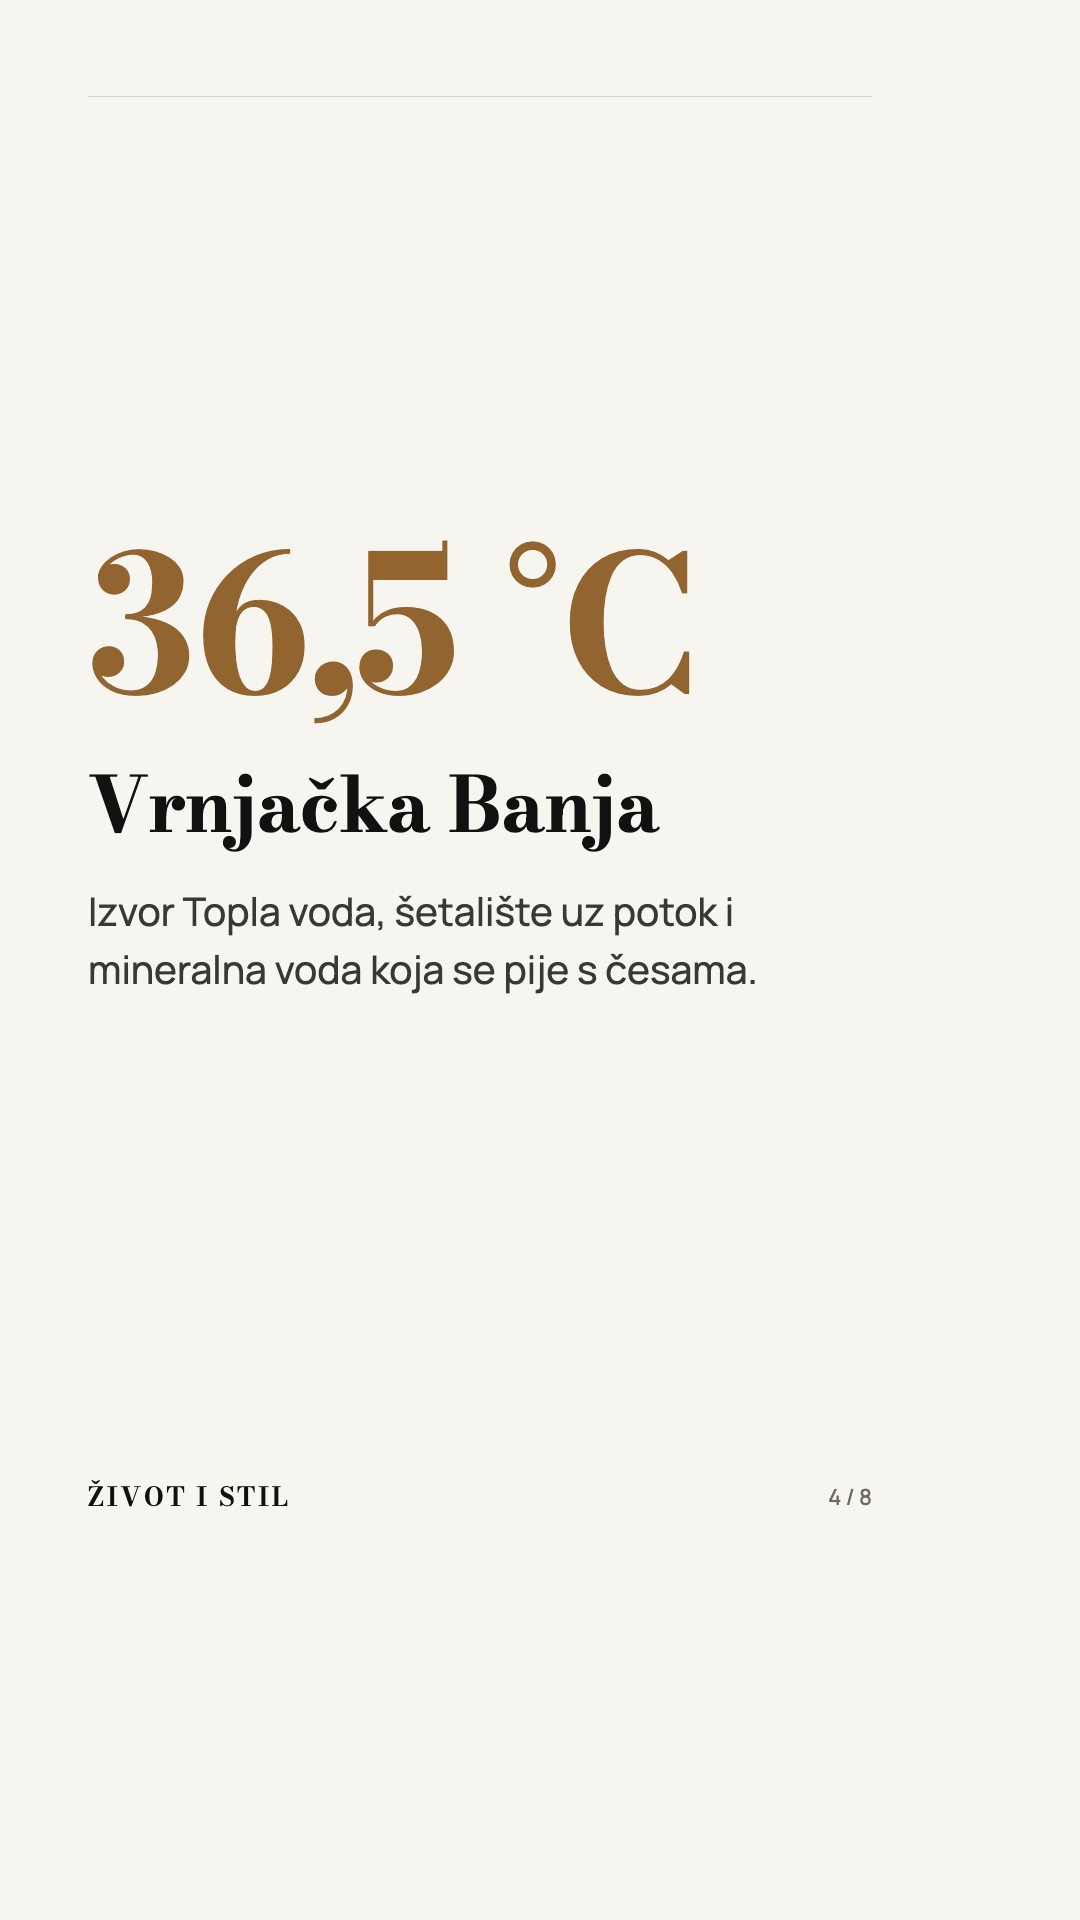 36,5 °C
Vrnjačka Banja
Izvor Topla voda, šetalište uz potok i
mineralna voda koja se pije s česama.
ŽIVOT I STIL
4 / 8